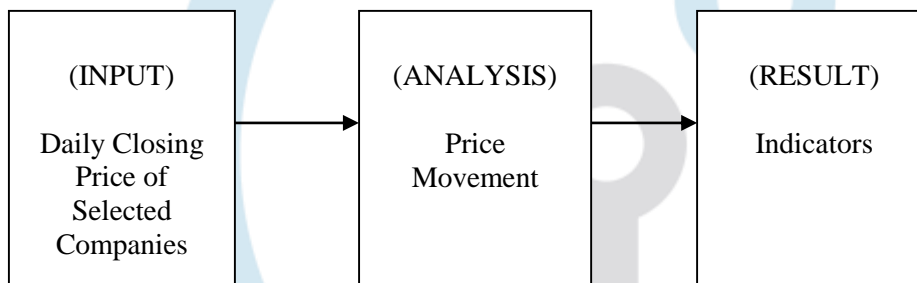 (INPUT)
Daily Closing
Price of
Selected
Companies
(ANALYSIS)
Price
Movement
(RESULT)
Indicators